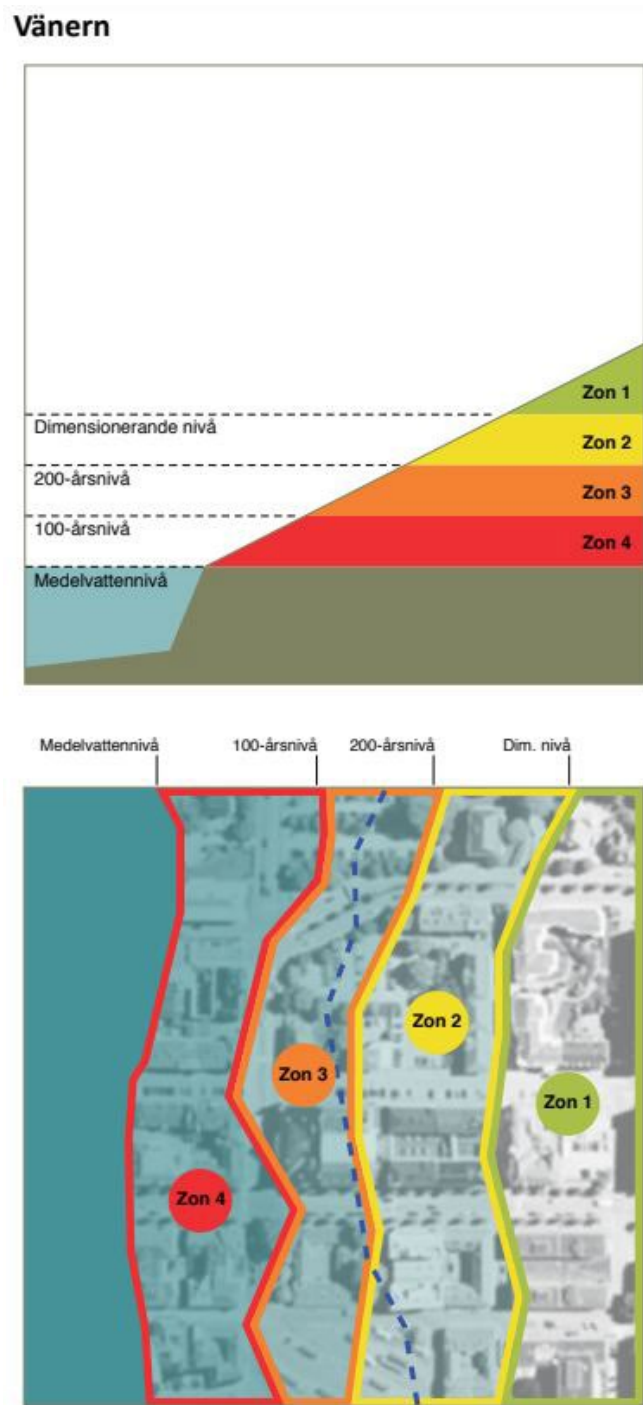 Vänern
Zon 1
Dimensionerande nivå
Zon 2
200-årsnivå
Zon 3
100-årsnivå
Zon 4
Medelvattennivå
Medelvattennivå 100-årsnivå 200-årsnivå Dim. nivå
Zon 2
Zon 3
Zon 1
Zon 4